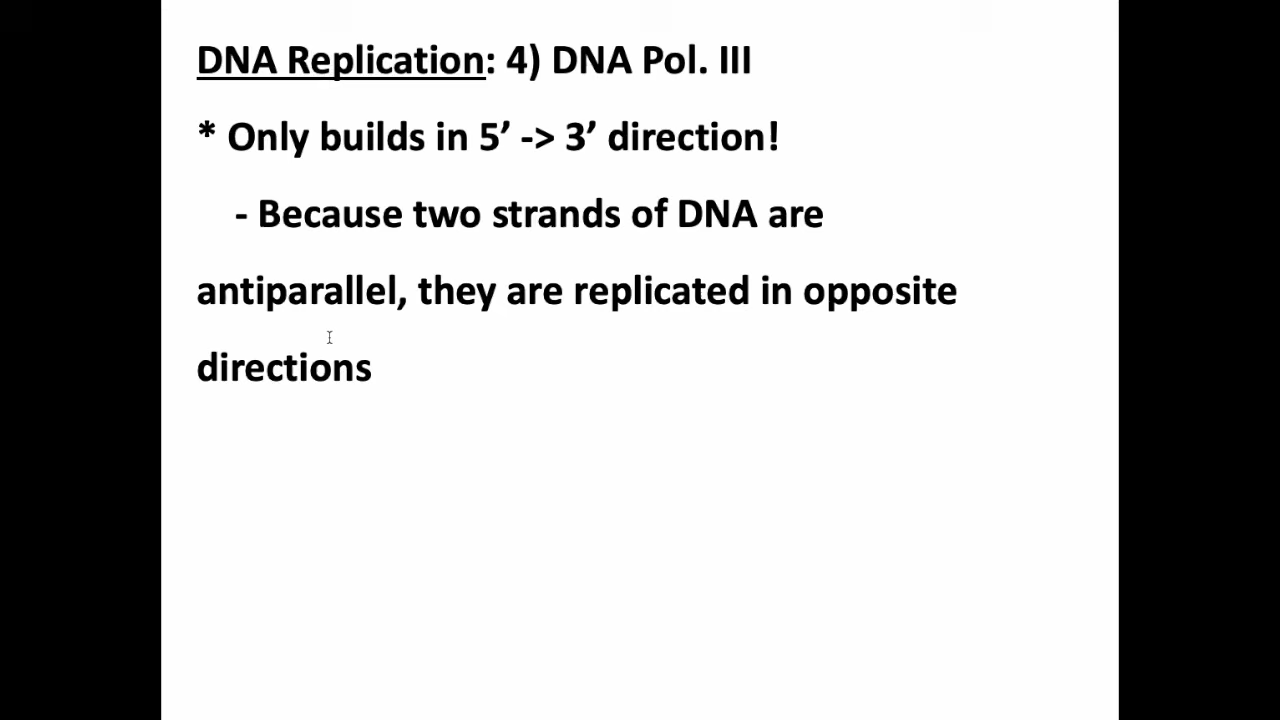 DNA Replication: 4) DNA Pol. III
* Only builds in 5’ -> 3’ direction!
- Because two strands of DNA are
antiparallel, they are replicated in opposite
directions